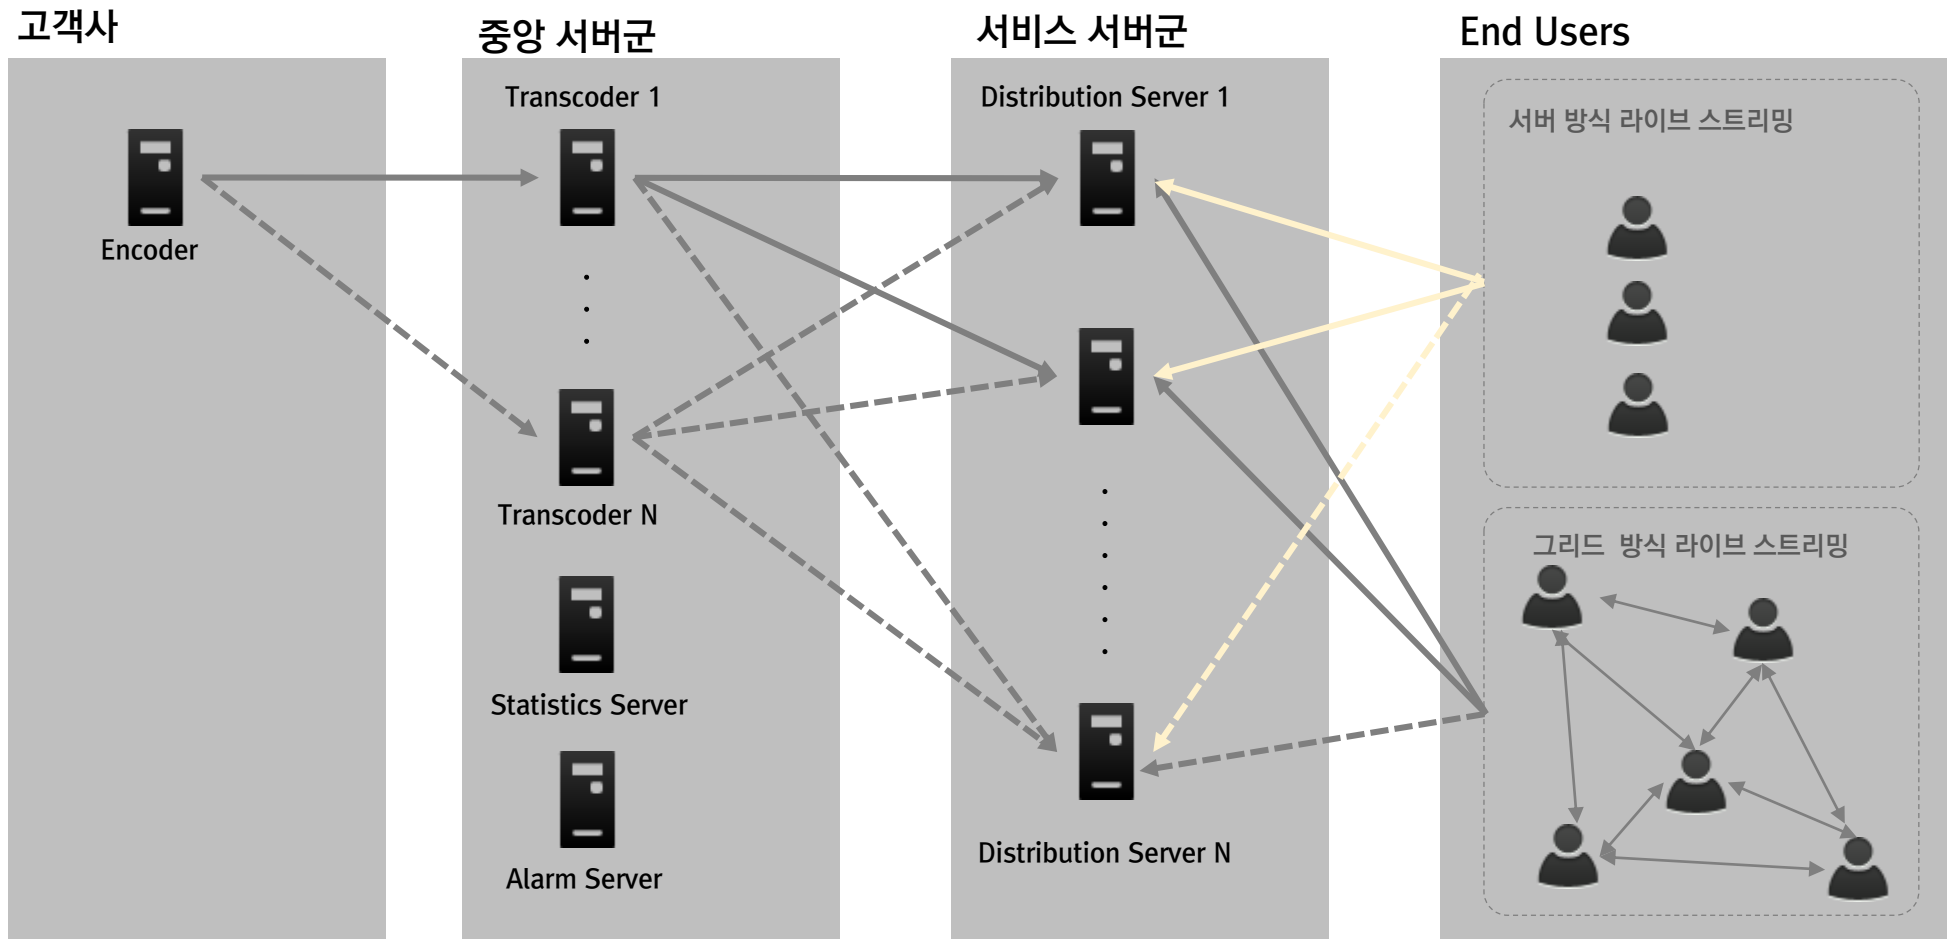 고객사
중앙 서버군
서비스 서버군
End Users
Transcoder 1
Distribution Server 1
서버 방식 라이브 스트리밍
Encoder
Transcoder N
그리드 방식 라이브 스트리밍
Statistics Server
Distribution Server N
Alarm Server